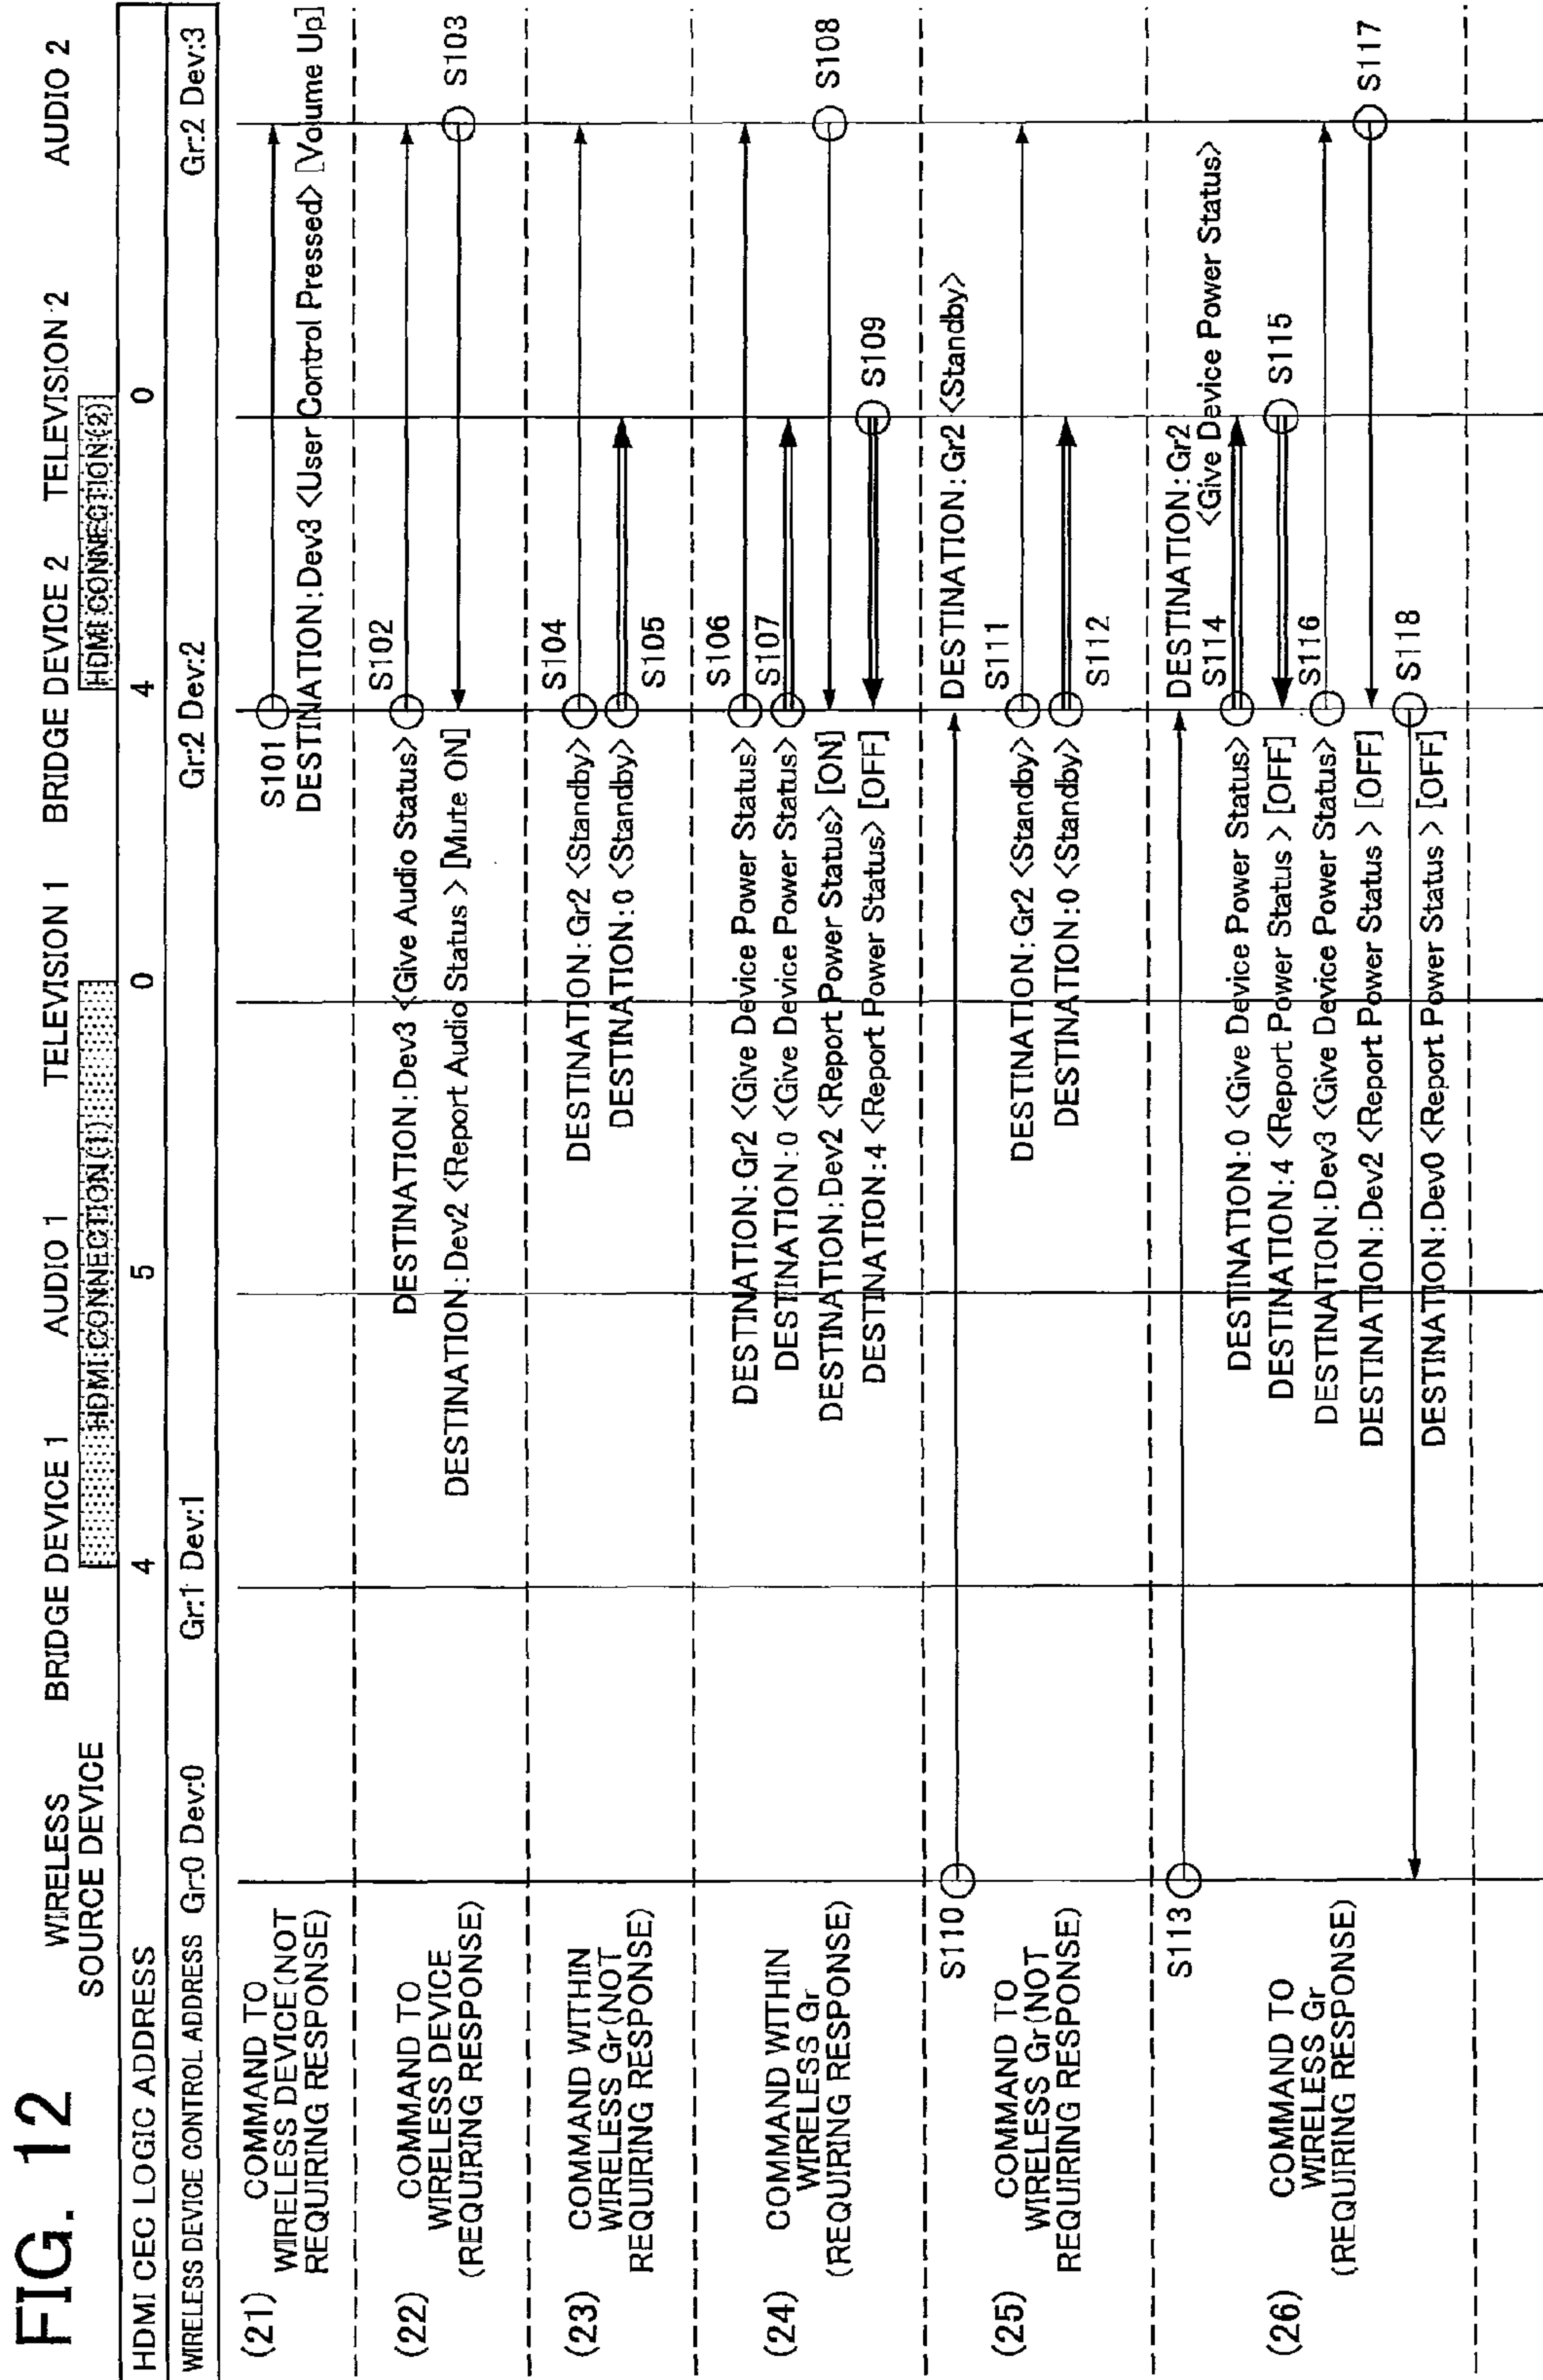 FIG. 12
WIRELESS
SOURCE DEVICE
BRIDGE DEVICE 1
AUDIO 1
TELEVISION 1
BRIDGE DEVICE 2
TELEVISION 2
AUDIO 2
HDMI CONNECTION(1)
HDMI CONNECTION(2)
HDMI CEC LOGIC ADDRESS
4
5
0
4
0
WIRELESS DEVICE CONTROL ADDRESS
Gr:0 Dev:0
Gr:1 Dev:1
Gr:2 Dev:2
Gr:2 Dev:3
(21)
COMMAND TO
WIRELESS DEVICE(NOT
REQUIRING RESPONSE)
S101
DESTINATION:Dev3 <User Control Pressed> [Voume Up]
(22)
COMMAND TO
WIRELESS DEVICE
(REQUIRING RESPONSE)
DESTINATION:Dev3 <Give Audio Status>
S102
DESTINATION:Dev2 <Report Audio Status > [Mute ON]
S103
(23)
COMMAND WITHIN
WIRELESS Gr(NOT
REQUIRING RESPONSE)
DESTINATION:Gr2 <Standby>
S104
DESTINATION:0 <Standby>
S105
(24)
COMMAND WITHIN
WIRELESS Gr
(REQUIRING RESPONSE)
DESTINATION:Gr2 <Give Device Power Status>
S106
DESTINATION:0 <Give Device Power Status>
S107
DESTINATION:Dev2 <Report Power Status> [ON]
S108
DESTINATION:4 <Report Power Status> [OFF]
S109
(25)
COMMAND TO
WIRELESS Gr(NOT
REQUIRING RESPONSE)
S110
DESTINATION:Gr2 <Standby>
DESTINATION:Gr2 <Standby>
S111
DESTINATION:0 <Standby>
S112
(26)
COMMAND TO
WIRELESS Gr
(REQUIRING RESPONSE)
S113
DESTINATION:Gr2
<Give Device Power Status>
DESTINATION:0 <Give Device Power Status>
S114
DESTINATION:4 <Report Power Status > [OFF]
S115
DESTINATION:Dev3 <Give Device Power Status>
S116
DESTINATION:Dev2 <Report Power Status > [OFF]
S117
DESTINATION:Dev0 <Report Power Status > [OFF]
S118